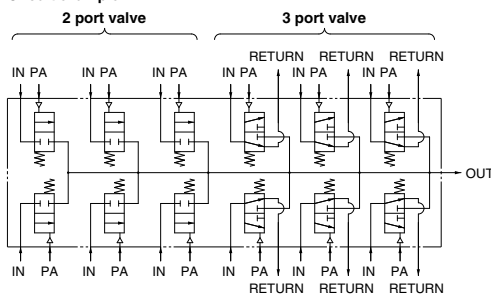 2 port valve 3 port valve
RETURN RETURN RETURN
IN PA IN PA IN PA IN PA IN PA IN PA
OUT
IN PA IN PA IN PA IN PA IN PA IN PA
RETURN RETURN RETURN